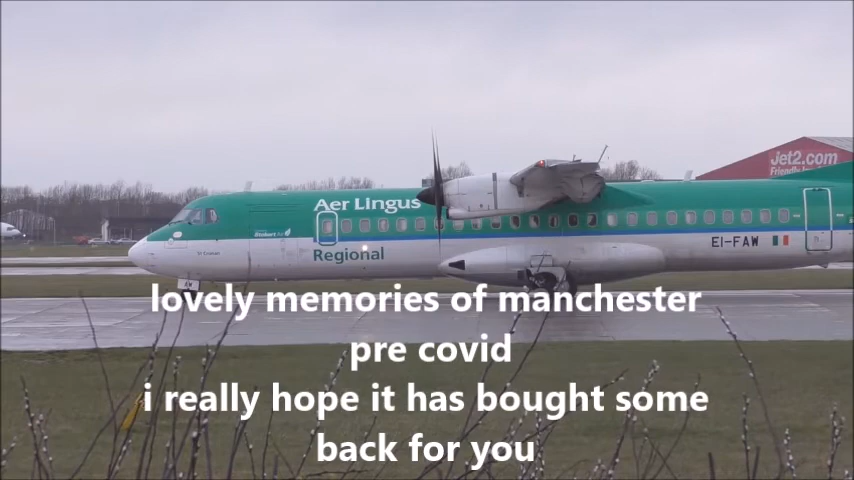 Jet2.com
Aer Lingus
EI-FAW
Regional
AW
lovely memories of manchester
pre covid
i really hope it has bought some
back for you